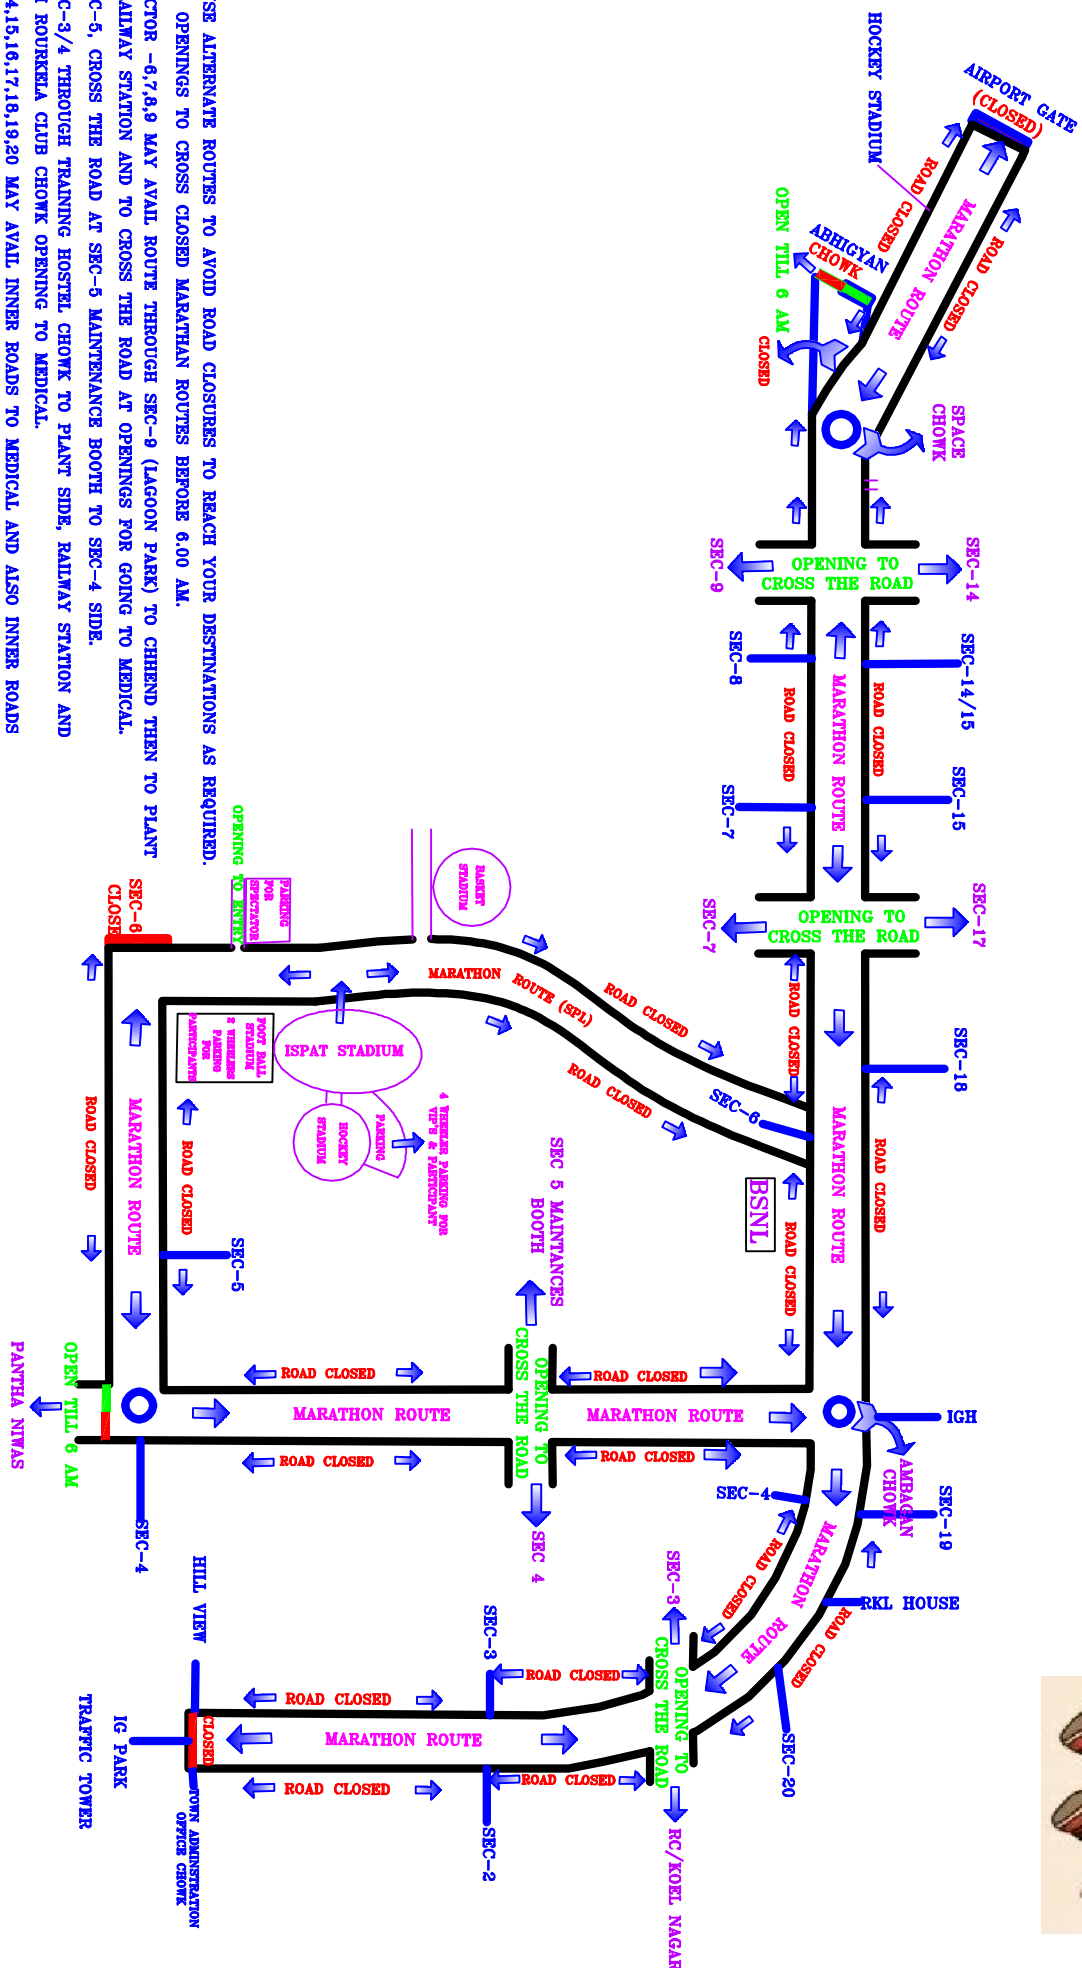 AIRPORT GATE
(CLOSED)
HOCKEY STADIUM
ROAD CLOSED
MARATHON ROUTE
ROAD CLOSED
ABHIGYAN
CHOWK
OPEN TILL 6 AM
CLOSED
SPACE
CHOWK
SEC-9
OPENING TO
CROSS THE ROAD
SEC-14
SEC-8
SEC-14/15
ROAD CLOSED
MARATHON ROUTE
ROAD CLOSED
SEC-7
SEC-15
SEC-7
OPENING TO
CROSS THE ROAD
SEC-17
ROAD CLOSED
SEC-18
MARATHON ROUTE
ROAD CLOSED
SEC-6
BSNL
ROAD CLOSED
MARATHON
ROUTE (SPL)
ROAD CLOSED
ROAD CLOSED
BASKET
STADIUM
OPENING TO ENTRY
PARKING
FOR
SPECTATOR
SEC-6
CLOSE
ISPAT STADIUM
FOOT BALL
STADIUM
2 WHEELERS
PARKING
FOR
PARTICIPANTS
HOCKEY
STADIUM
PARKING
4 WHEELER PARKING FOR
VIP'S & PARTICIPANT
ROAD CLOSED
MARATHON ROUTE
ROAD CLOSED
SEC-5
SEC 5 MAINTANCES
BOOTH
OPENING TO
CROSS THE ROAD
SEC 4
ROAD CLOSED
ROAD CLOSED
MARATHON ROUTE
MARATHON ROUTE
ROAD CLOSED
ROAD CLOSED
OPEN TILL 6 AM
PANTHA NIWAS
SEC-4
IGH
AMBAGAN
CHOWK
SEC-19
SEC-4
RKL HOUSE
ROAD CLOSED
MARATHON ROUTE
ROAD CLOSED
SEC-20
SEC-3
OPENING TO
CROSS THE ROAD
RC/KOEL NAGAR
SEC-3
ROAD CLOSED
ROAD CLOSED
MARATHON ROUTE
ROAD CLOSED
ROAD CLOSED
SEC-2
HILL VIEW
CLOSED
IG PARK
TRAFFIC TOWER
TOWN ADMINSTRATION
OFFICE CHOWK
SE ALTERNATE ROUTES TO AVOID ROAD CLOSURES TO REACH YOUR DESTINATIONS AS REQUIRED.
OPENINGS TO CROSS CLOSED MARATHAN ROUTES BEFORE 6.00 AM.
CTOR -6,7,8,9 MAY AVAIL ROUTE THROUGH SEC-9 (LAGOON PARK) TO CHHEND THEN TO PLANT
AILWAY STATION AND TO CROSS THE ROAD AT OPENINGS FOR GOING TO MEDICAL.
C-5, CROSS THE ROAD AT SEC-5 MAINTENANCE BOOTH TO SEC-4 SIDE.
C-3/4 THROUGH TRAINING HOSTEL CHOWK TO PLANT SIDE, RAILWAY STATION AND
ROURKELA CLUB CHOWK OPENING TO MEDICAL.
4,15,16,17,18,19,20 MAY AVAIL INNER ROADS TO MEDICAL AND ALSO INNER ROADS